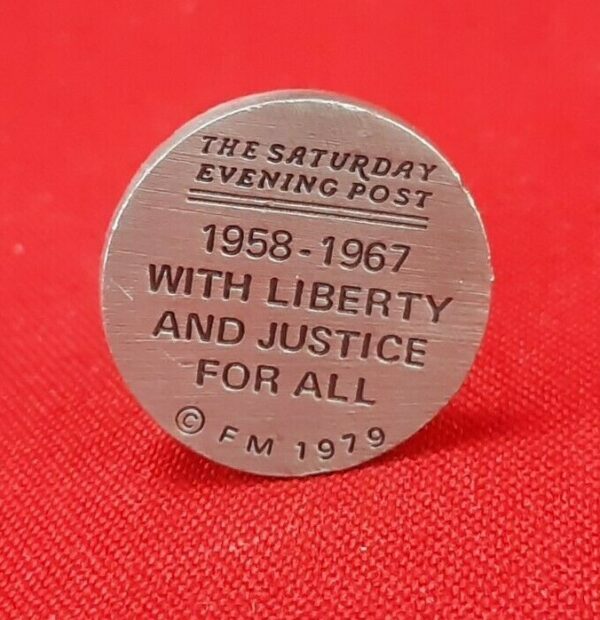 THE SATURDAY
EVENING POST
1958-1967
WITH LIBERTY
AND JUSTICE
FOR ALL
© FM 1979